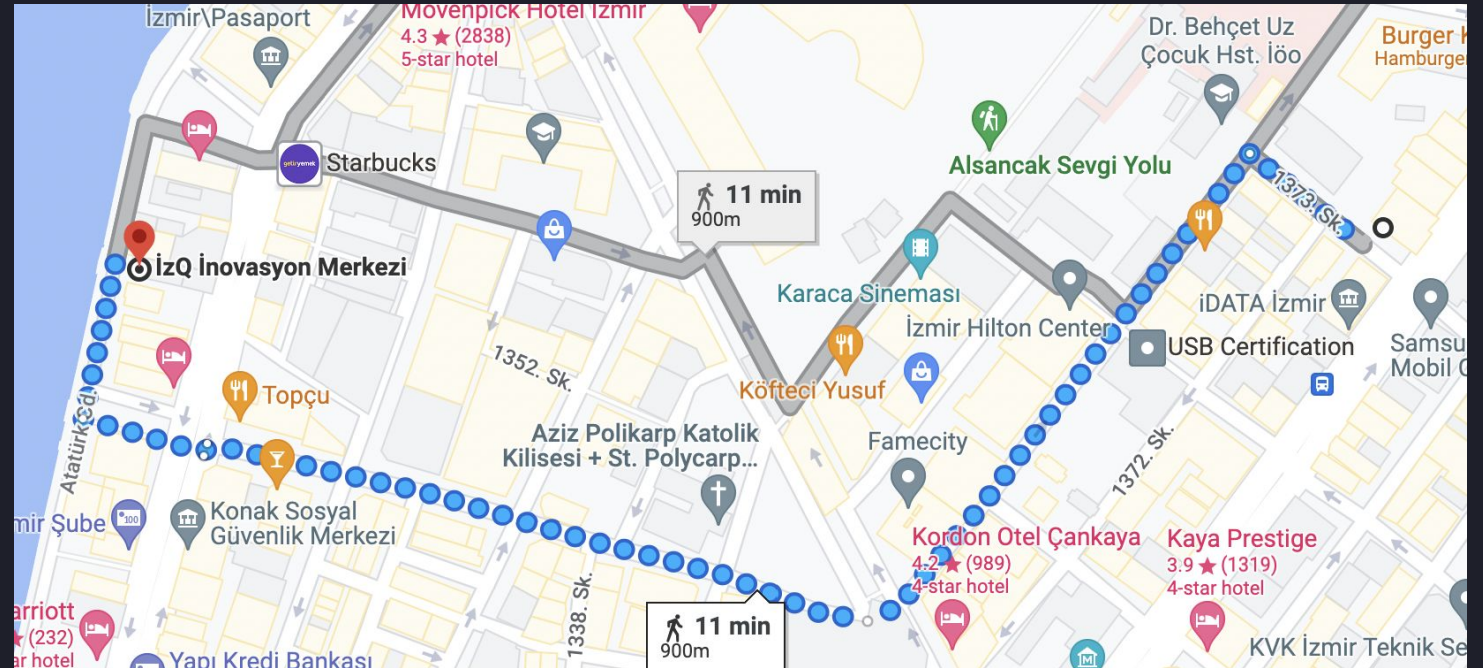 İzmir\Pasaport
Mövenpick Hotel İzmir
4.3 ★ (2838)
5-star hotel
Dr. Behçet Uz
Çocuk Hst. İöo
Burger
Hamburge
getiryemek
Starbucks
11 min
900m
Alsancak Sevgi Yolu
1373. Sk.
İzQ İnovasyon Merkezi
Karaca Sineması
İzmir Hilton Center
iDATA İzmir
USB Certification
Samsu
Mobil
1352. Sk.
Topçu
Köfteci Yusuf
Atatürk Cd.
Aziz Polikarp Katolik
Kilisesi + St. Polycarp...
Famecity
1372. Sk.
mir Şube
100
Konak Sosyal
Güvenlik Merkezi
Kordon Otel Çankaya
4.2 ★ (989)
4-star hotel
Kaya Prestige
3.9 ★ (1319)
4-star hotel
1338. Sk.
11 min
900m
arriott
★ (232)
ar hotel
Yapı Kredi Bankası
M
KVK İzmir Teknik Se